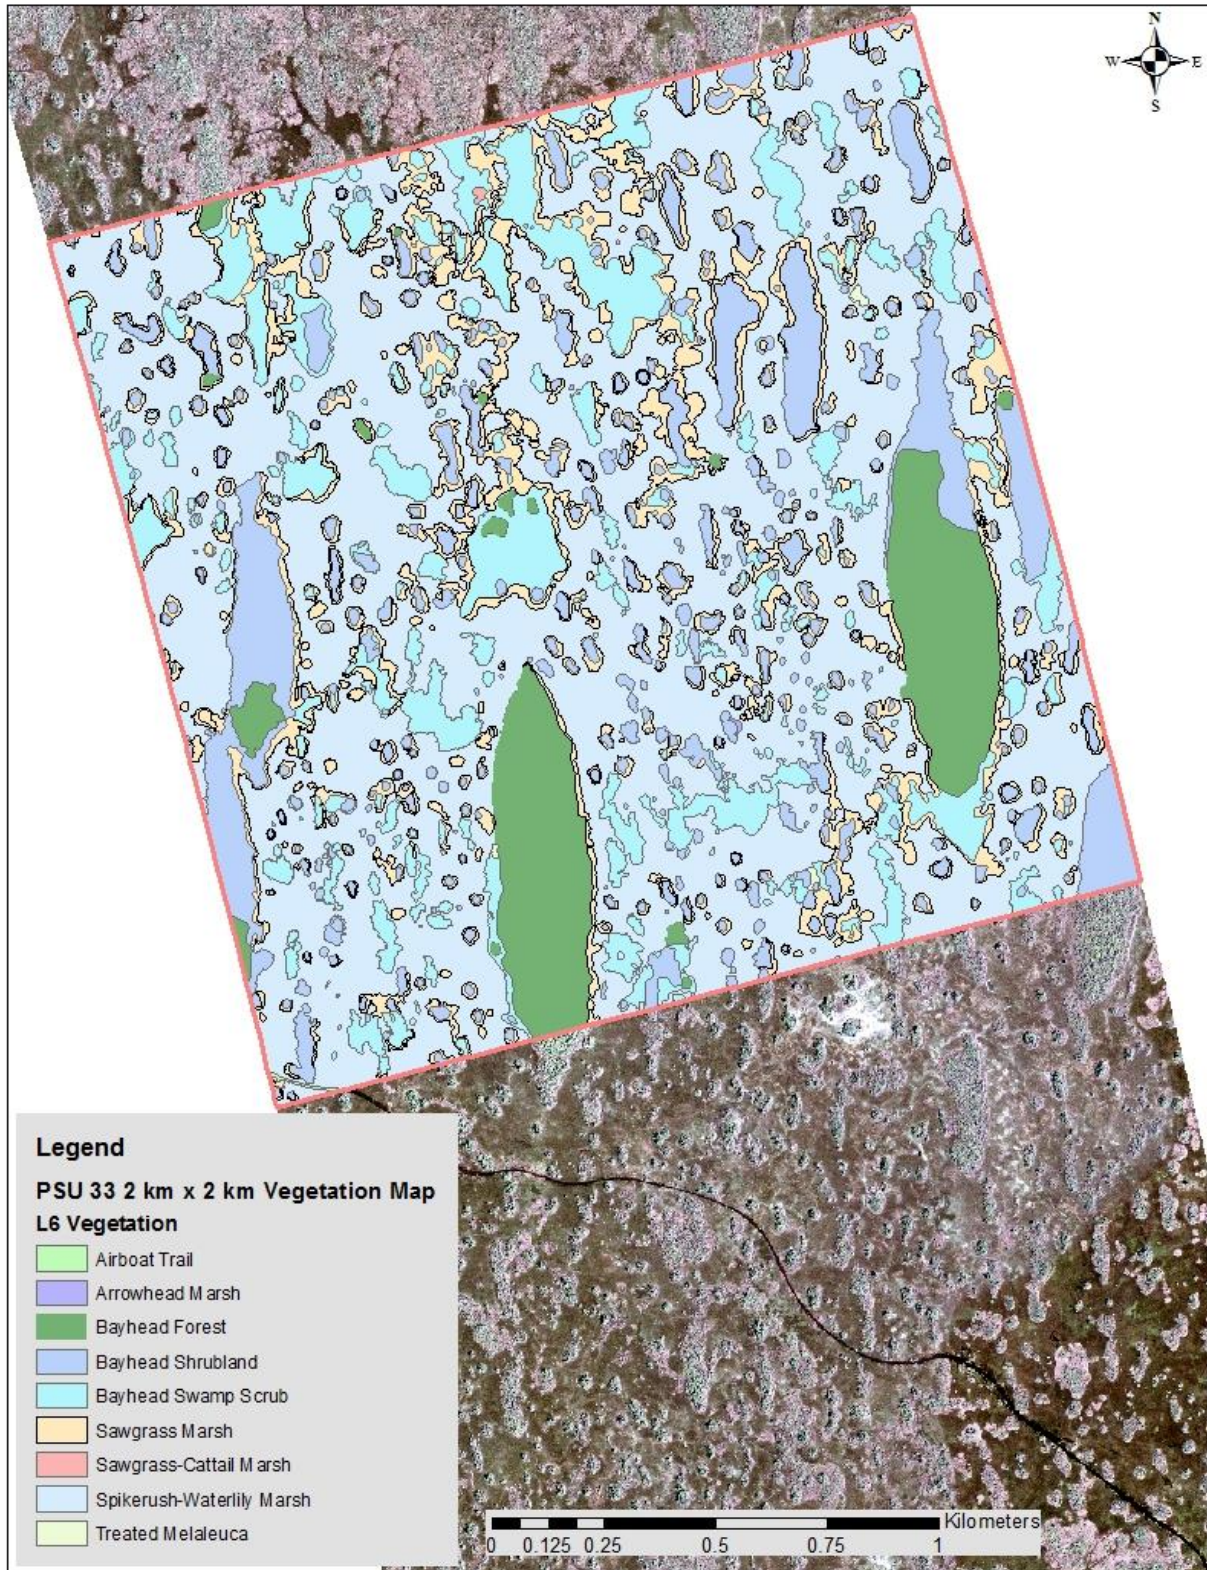 N
W E
S
Legend
PSU 33 2 km x 2 km Vegetation Map
L6 Vegetation
Airboat Trail
Arrowhead Marsh
Bayhead Forest
Bayhead Shrubland
Bayhead Swamp Scrub
Sawgrass Marsh
Sawgrass-Cattail Marsh
Spikerush-Waterlily Marsh
Treated Melaleuca
Kilometers
0 0.125 0.25 0.5 0.75 1